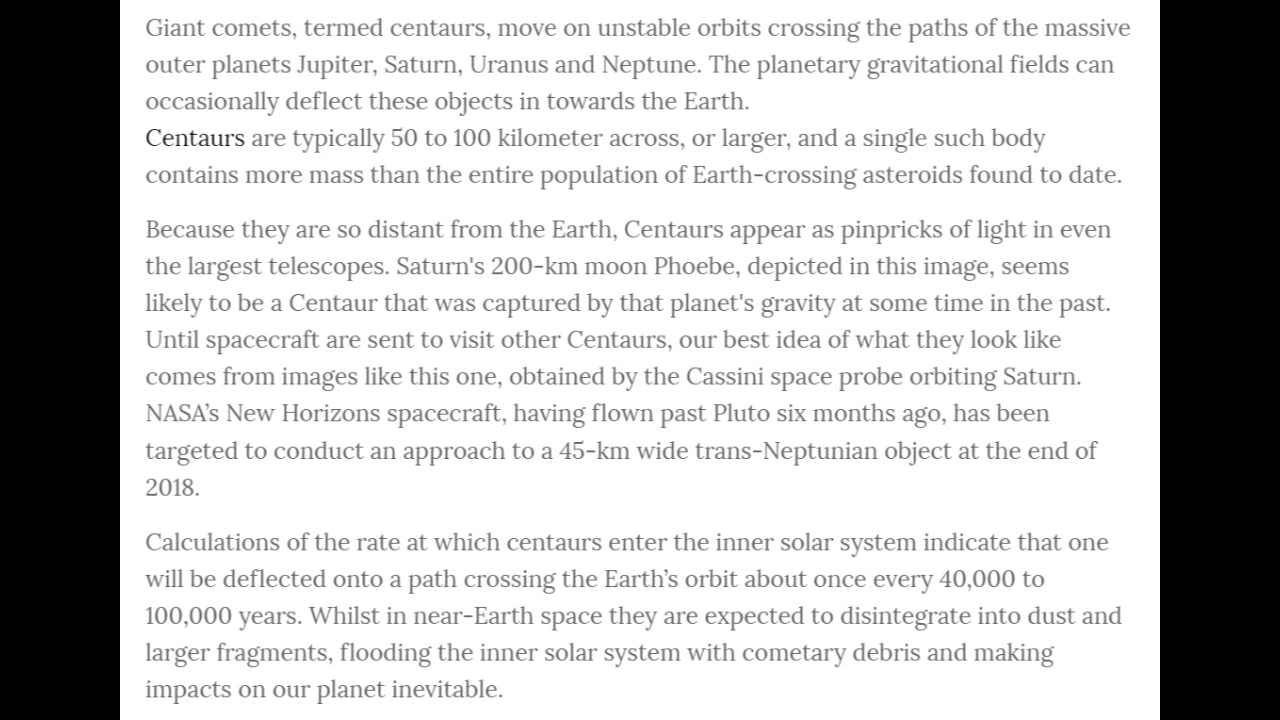 Giant comets, termed centaurs, move on unstable orbits crossing the paths of the massive
outer planets Jupiter, Saturn, Uranus and Neptune. The planetary gravitational fields can
occasionally deflect these objects in towards the Earth.
Centaurs are typically 50 to 100 kilometer across, or larger, and a single such body
contains more mass than the entire population of Earth-crossing asteroids found to date.
Because they are so distant from the Earth, Centaurs appear as pinpricks of light in even
the largest telescopes. Saturn's 200-km moon Phoebe, depicted in this image, seems
likely to be a Centaur that was captured by that planet's gravity at some time in the past.
Until spacecraft are sent to visit other Centaurs, our best idea of what they look like
comes from images like this one, obtained by the Cassini space probe orbiting Saturn.
NASA’s New Horizons spacecraft, having flown past Pluto six months ago, has been
targeted to conduct an approach to a 45-km wide trans-Neptunian object at the end of
2018.
Calculations of the rate at which centaurs enter the inner solar system indicate that one
will be deflected onto a path crossing the Earth’s orbit about once every 40,000 to
100,000 years. Whilst in near-Earth space they are expected to disintegrate into dust and
larger fragments, flooding the inner solar system with cometary debris and making
impacts on our planet inevitable.